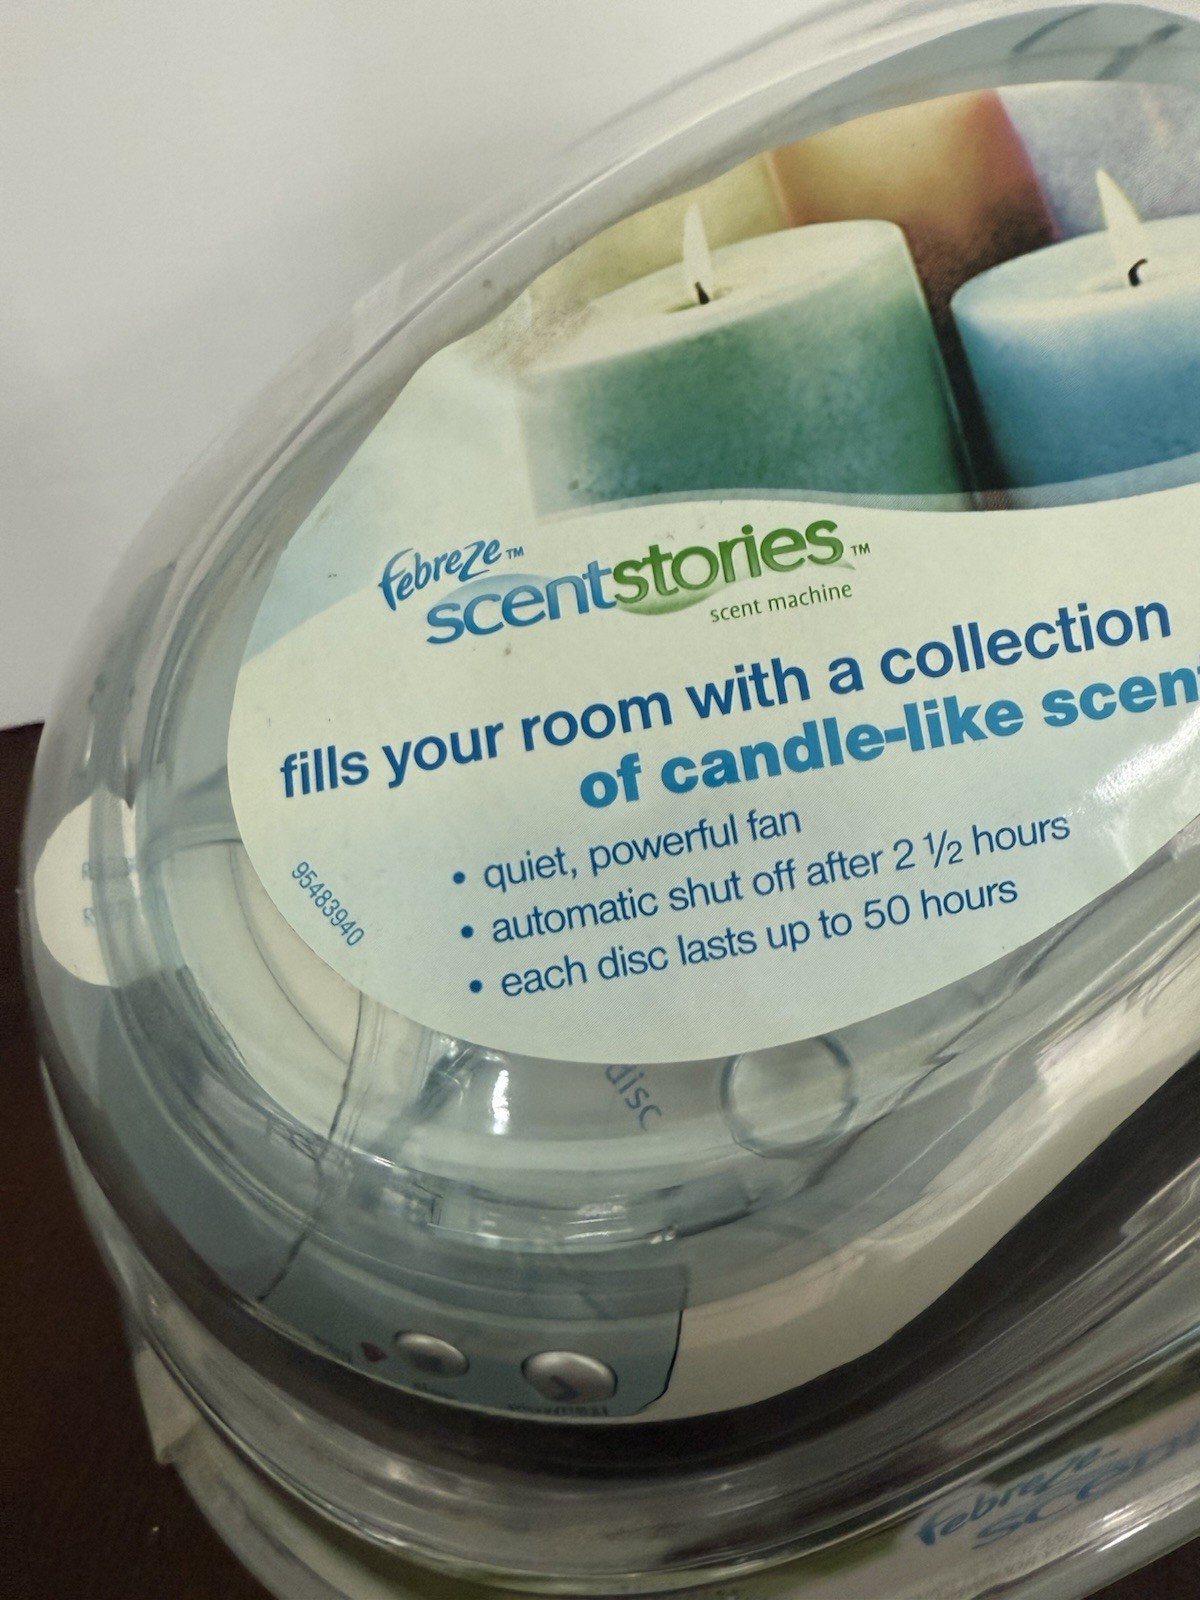 febreze™
scentstories™
scent machine
fills your room with a collection
of candle-like
• quiet, powerful fan
• automatic shut off after 2 ½ hours
• each disc lasts up to 50 hours
95483940
disc
febreze